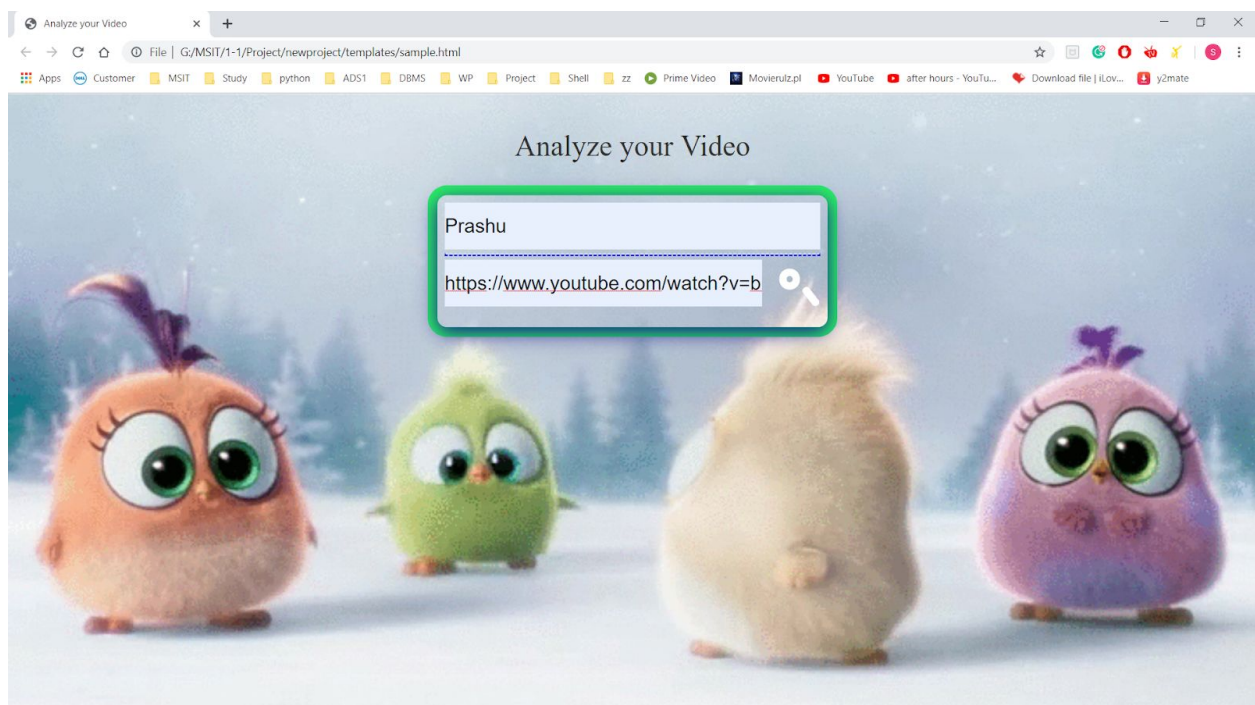 Analyze your Video
File | G:/MSIT/1-1/Project/newproject/templates/sample.html
Apps Customer MSIT Study python ADS1 DBMS WP Project Shell zz Prime Video Movierulz.pl YouTube after hours - YouTu... Download file | iLov... y2mate
Analyze your Video
Prashu
https://www.youtube.com/watch?v=b